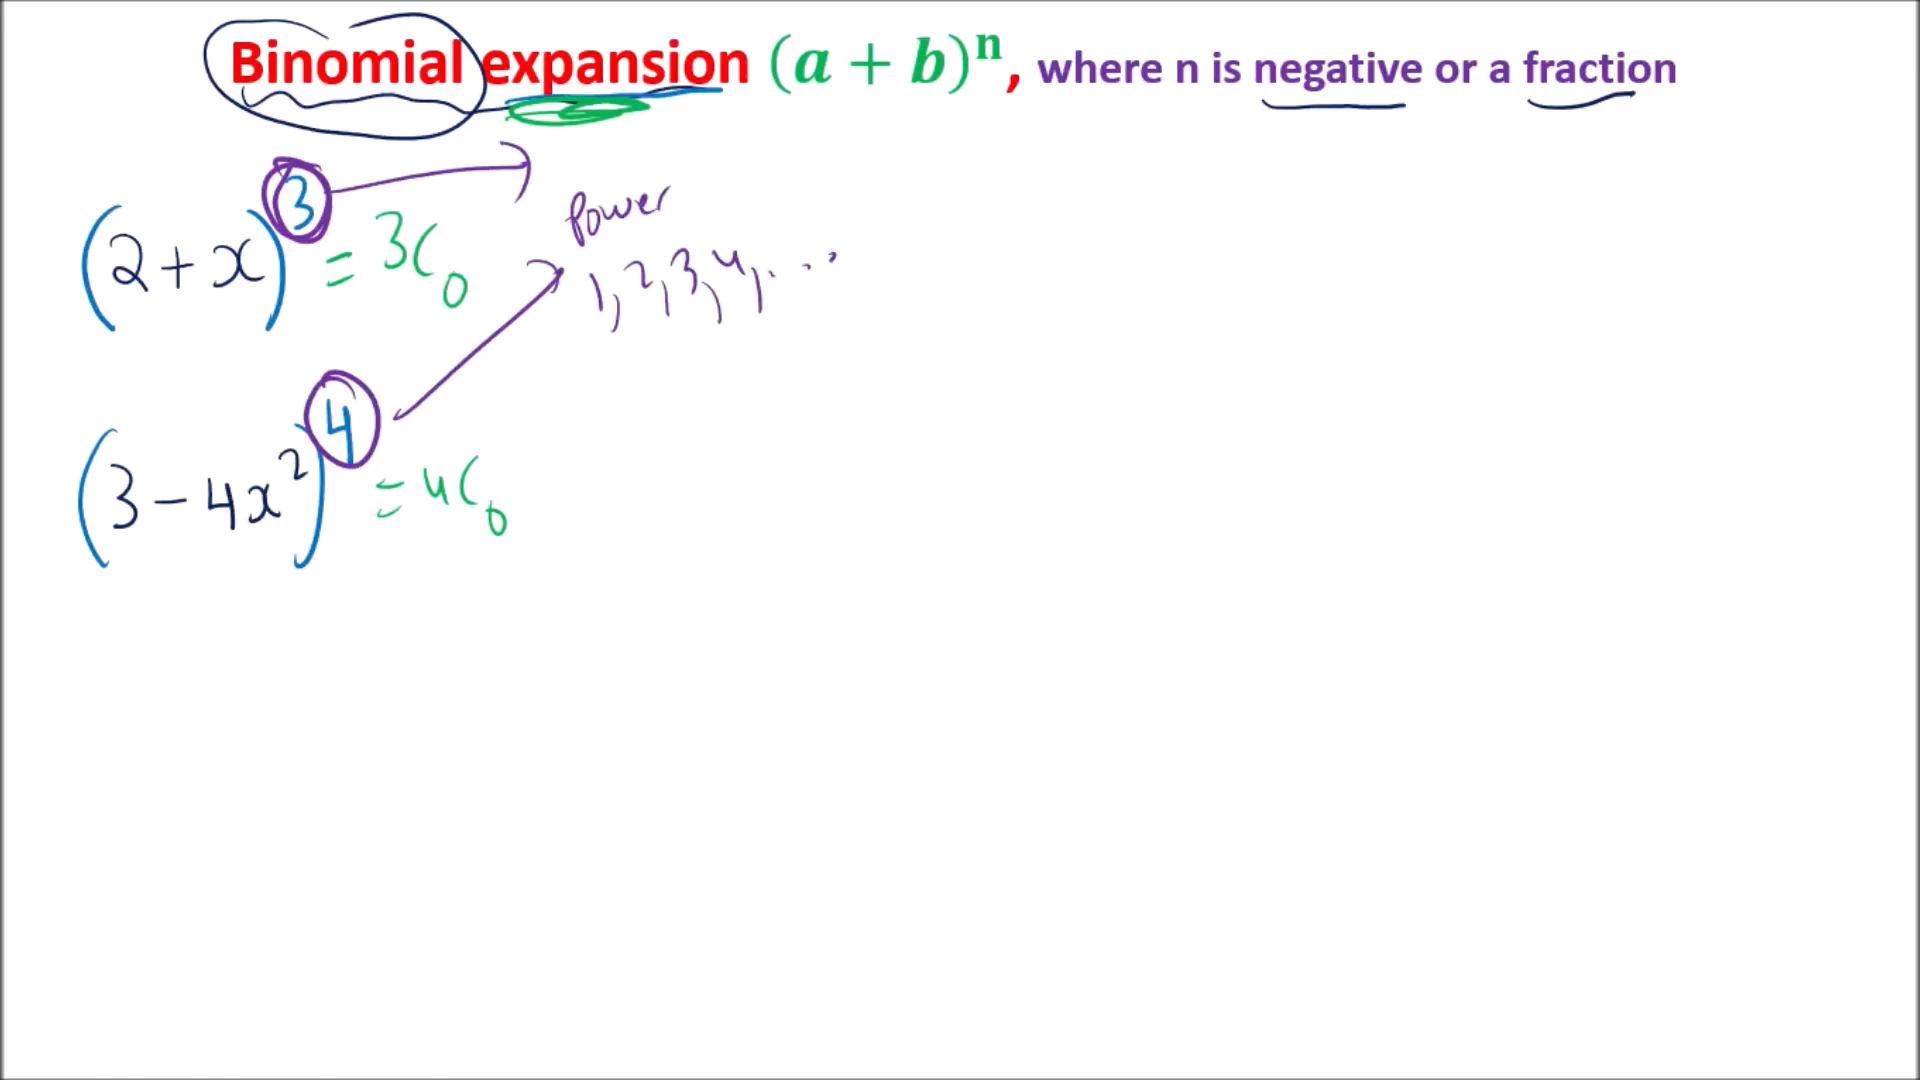 Binomial expansion (a + b)ⁿ, where n is negative or a fraction
(2 + x)³ = 3C₀
Power
1, 2, 3, 4, ...
(3 - 4x²)⁴ = 4C₀